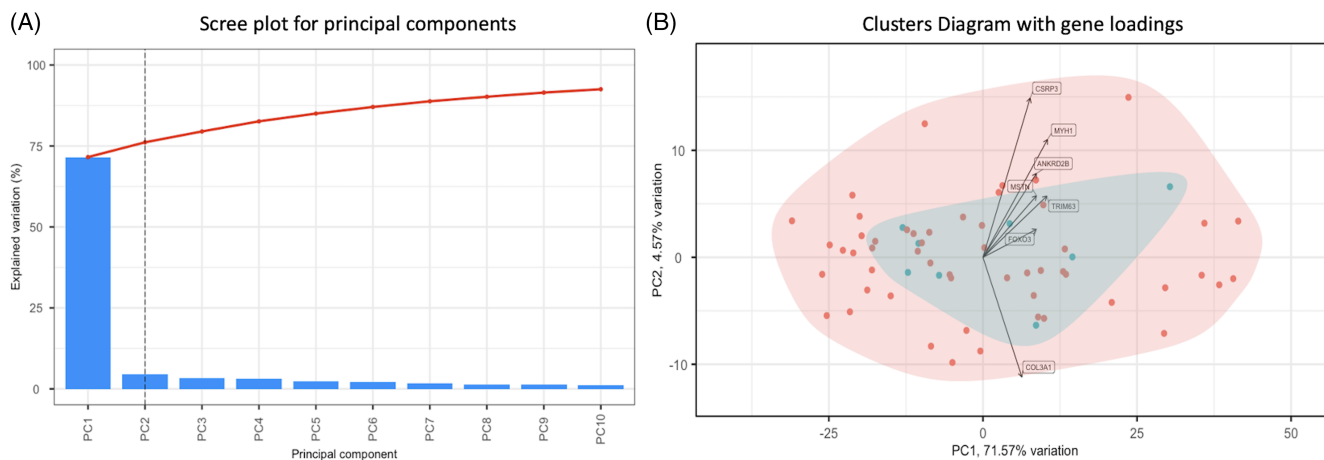 (A)
Scree plot for principal components
100
75
50
25
0
Explained variation (%)
PC1
PC2
PC3
PC4
PC5
PC6
PC7
PC8
PC9
PC10
Principal component
(B)
Clusters Diagram with gene loadings
CSRP3
MYH1
ANKRD2B
MSTN
TRIM63
FOXO3
COL3A1
10
0
-10
PC2, 4.57% variation
-25
0
25
50
PC1, 71.57% variation